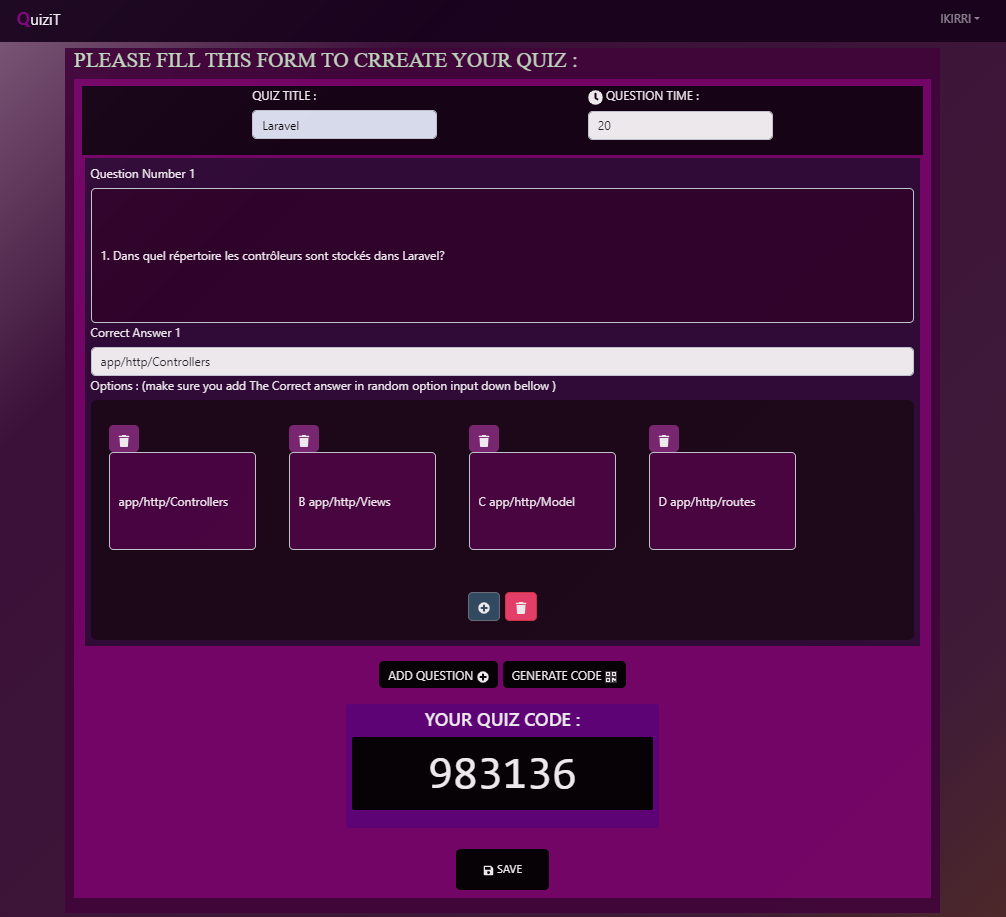 QuiziT
IKIRRI
PLEASE FILL THIS FORM TO CRREATE YOUR QUIZ :
QUIZ TITLE :
QUESTION TIME :
Laravel
20
Question Number 1
1. Dans quel répertoire les contrôleurs sont stockés dans Laravel?
Correct Answer 1
app/http/Controllers
Options : (make sure you add The Correct answer in random option input down bellow )
app/http/Controllers
B app/http/Views
C app/http/Model
D app/http/routes
ADD QUESTION
GENERATE CODE
YOUR QUIZ CODE :
983136
SAVE